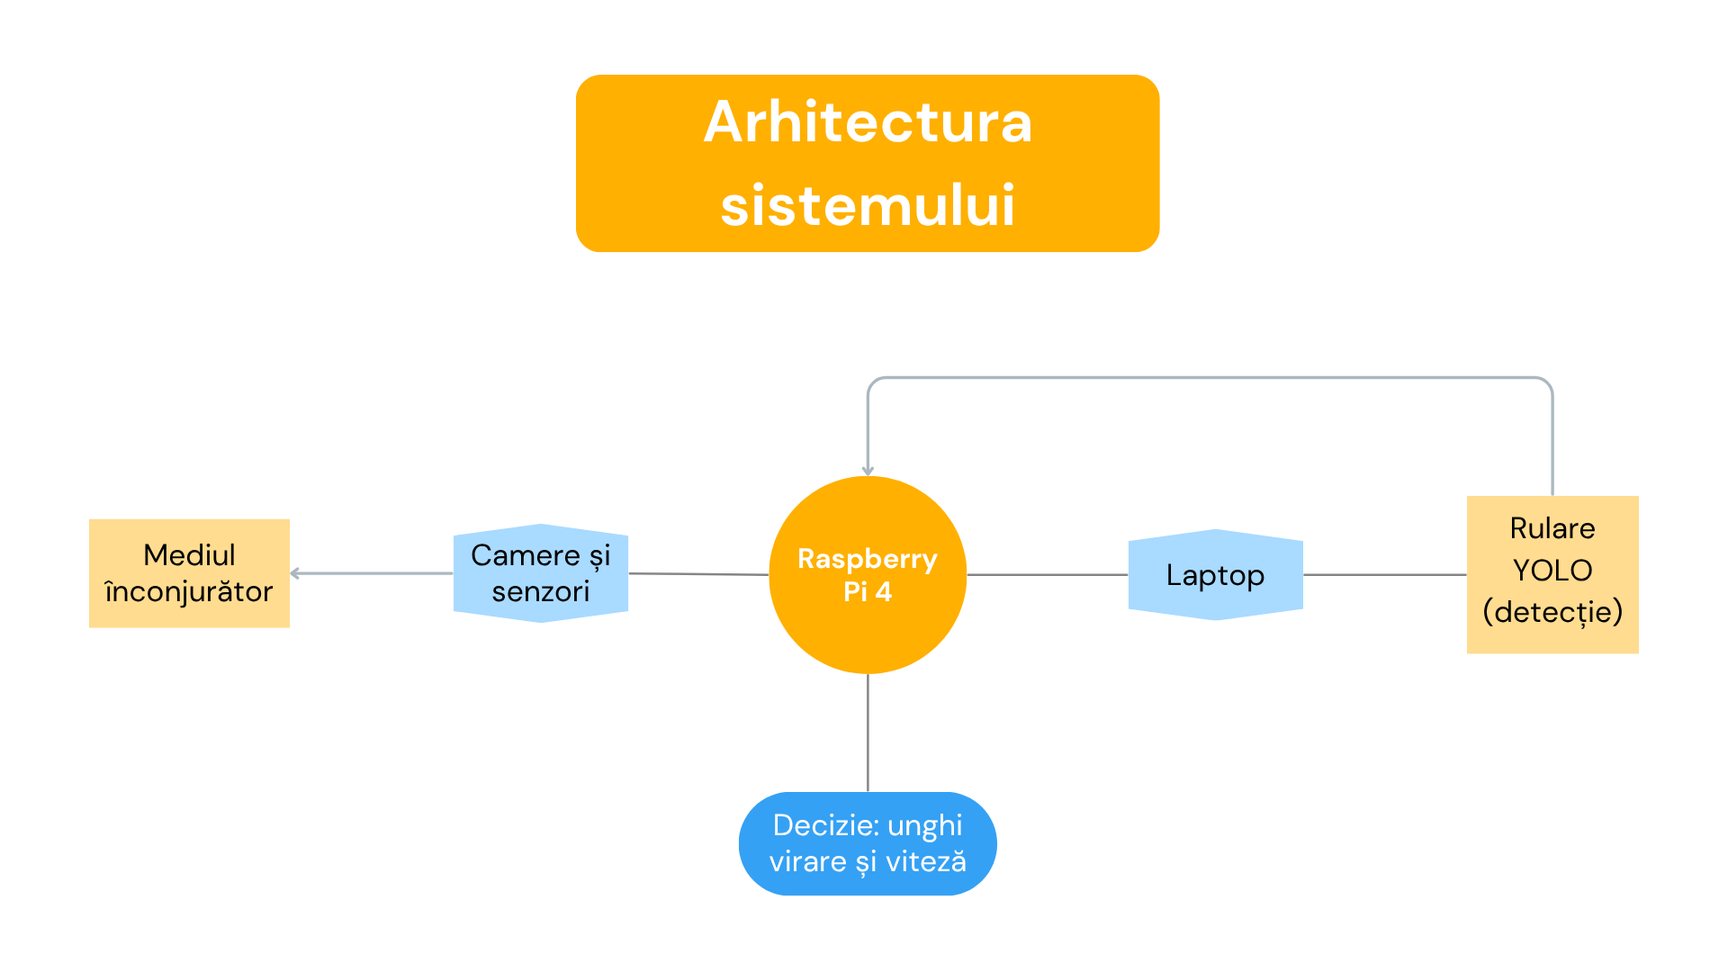 Arhitectura
sistemului
Mediul
înconjurător
Camere și
senzori
Raspberry
Pi 4
Laptop
Rulare
YOLO
(detecție)
Decizie: unghi
virare și viteză